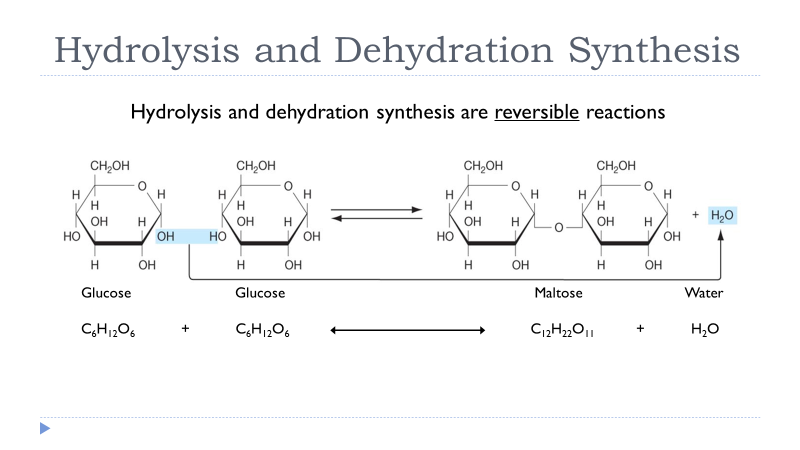 Hydrolysis and Dehydration Synthesis
Hydrolysis and dehydration synthesis are reversible reactions
CH₂OH CH₂OH CH₂OH CH₂OH
O O O O
H H H H H H H H
H H H H
OH H OH H OH H OH H + H₂O
HO OH HO OH HO O OH
H OH H OH H OH H OH
Glucose Glucose Maltose Water
C₆H₁₂O₆ + C₆H₁₂O₆ C₁₂H₂₂O₁₁ + H₂O